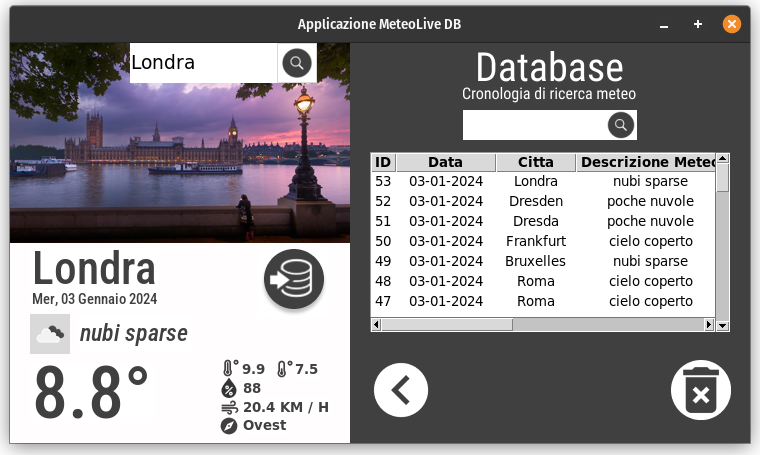 Applicazione MeteoLive DB
Londra
Londra
Mer, 03 Gennaio 2024
nubi sparse
8.8°
9.9 7.5
88
20.4 KM / H
Ovest
Database
Cronologia di ricerca meteo
ID Data Citta Descrizione Meteo
53 03-01-2024 Londra nubi sparse
52 03-01-2024 Dresden poche nuvole
51 03-01-2024 Dresda poche nuvole
50 03-01-2024 Frankfurt cielo coperto
49 03-01-2024 Bruxelles nubi sparse
48 03-01-2024 Roma cielo coperto
47 03-01-2024 Roma cielo coperto